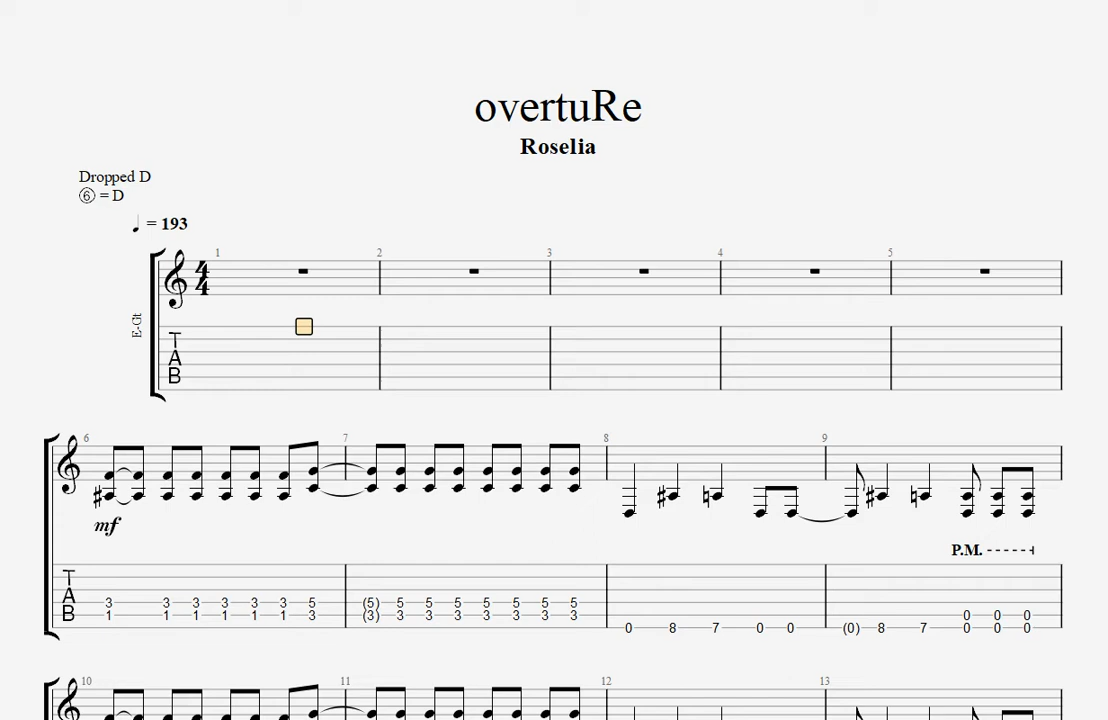 overtuRe
Roselia
Dropped D
⑥ = D
♩ = 193
1 2 3 4 5
4
4
E-Gt
T
A
B
6 7 8 9
mf
P.M.
T
A
B
3 3 3 3 3 3 5 (5) 5 5 5 5 5 5 5
1 1 1 1 1 1 3 (3) 3 3 3 3 3 3 3 0 0 0
0 8 7 0 0 (0) 8 7 0 0 0
10 11 12 13